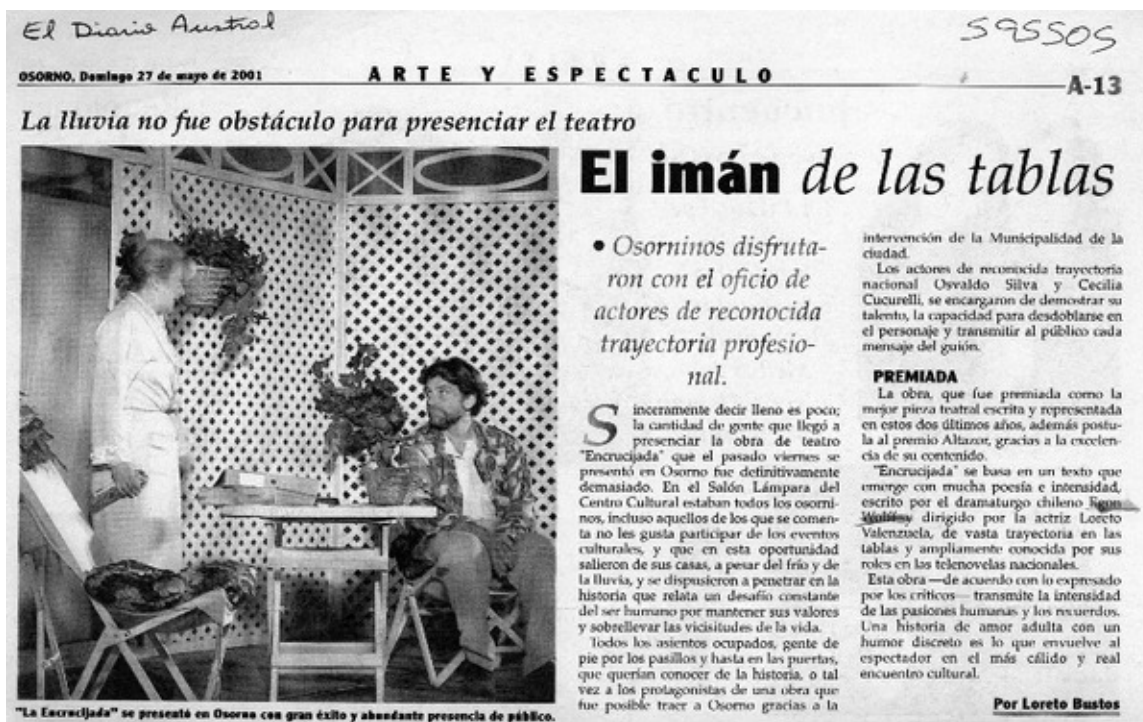 El Diario Austral
595505
OSORNO, Domingo 27 de mayo de 2001
ARTE Y ESPECTACULO
A-13
La lluvia no fue obstáculo para presenciar el teatro
El imán de las tablas
• Osorninos disfruta-
ron con el oficio de
actores de reconocida
trayectoria profesio-
nal.
Sinceramente decir lleno es poco;
la cantidad de gente que llegó a
presenciar la obra de teatro
"Encrucijada" que el pasado viernes se
presentó en Osorno fue definitivamente
demasiado. En el Salón Lámpara del
Centro Cultural estaban todos los osorni-
nos, incluso aquellos de los que se comen-
ta no les gusta participar de los eventos
culturales, y que en esta oportunidad
salieron de sus casas, a pesar del frío y de
la lluvia, y se dispusieron a penetrar en la
historia que relata un desafío constante
del ser humano por mantener sus valores
y sobrellevar las vicisitudes de la vida.
Todos los asientos ocupados, gente de
pie por los pasillos y hasta en las puertas,
que querían conocer de la historia, o tal
vez a los protagonistas de una obra que
fue posible traer a Osorno gracias a la
intervención de la Municipalidad de la
ciudad.
Los actores de reconocida trayectoria
nacional Osvaldo Silva y Cecilia
Cucurelli, se encargaron de demostrar su
talento, la capacidad para desdoblarse en
el personaje y transmitir al público cada
mensaje del guión.
PREMIADA
La obra, que fue premiada como la
mejor pieza teatral escrita y representada
en estos dos últimos años, además postu-
la al premio Altazor, gracias a la excelen-
cia de su contenido.
"Encrucijada" se basa en un texto que
emerge con mucha poesía e intensidad,
escrito por el dramaturgo chileno
dirigido por la actriz Loreto
Valenzuela, de vasta trayectoria en las
tablas y ampliamente conocida por sus
roles en las telenovelas nacionales.
Esta obra —de acuerdo con lo expresado
por los críticos— transmite la intensidad
de las pasiones humanas y los recuerdos.
Una historia de amor adulta con un
humor discreto es lo que envuelve al
espectador en el más cálido y real
encuentro cultural.
Por Loreto Bustos
"La Encrucijada" se presentó en Osorno con gran éxito y abundante presencia de público.